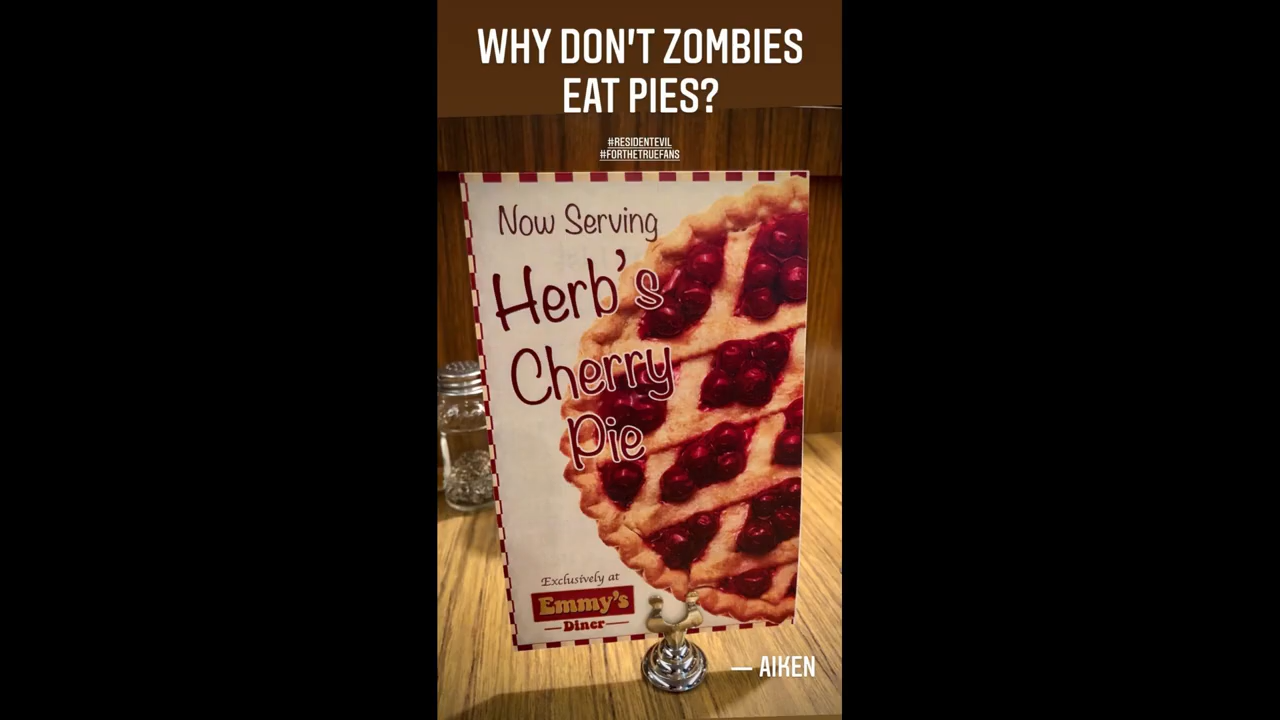 WHY DON'T ZOMBIES
EAT PIES?
#RESIDENTEVIL
#FORTHETRUEFANS
Now Serving
Herb's
Cherry
Pie
Exclusively at
Emmy's
Diner
— AIKEN